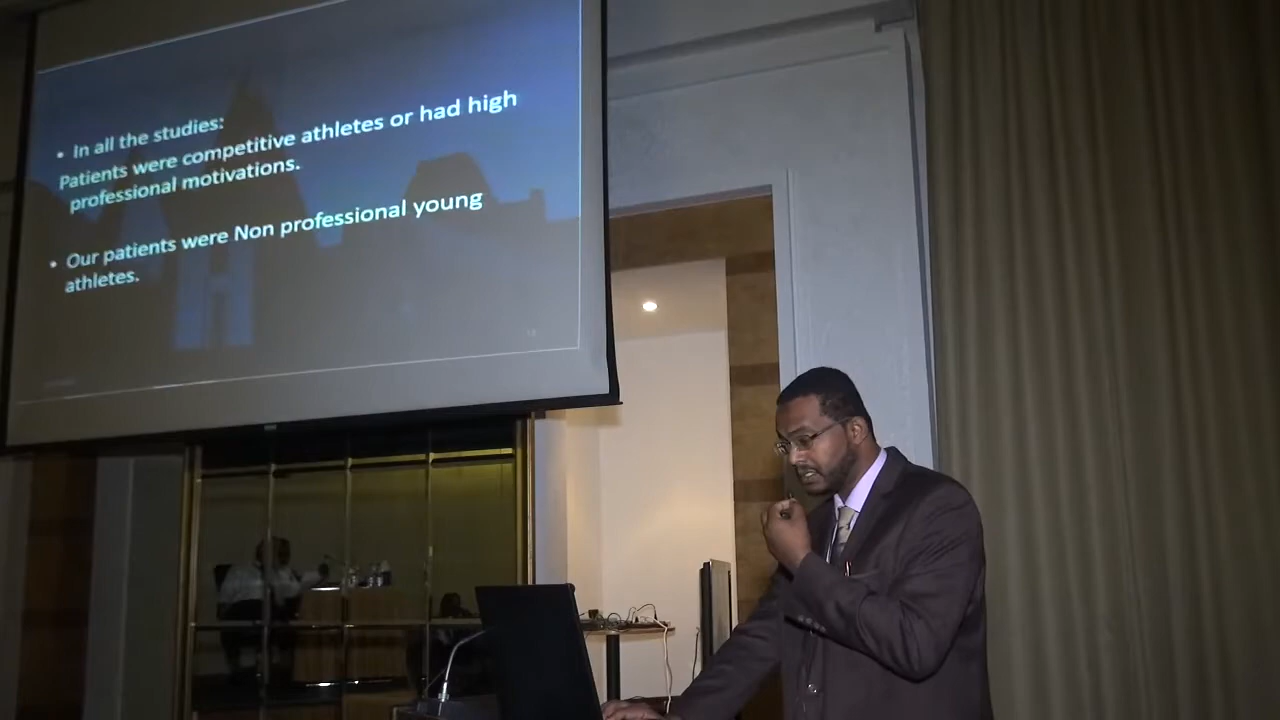 • In all the studies:
Patients were competitive athletes or had high
professional motivations.
• Our patients were Non professional young
athletes.